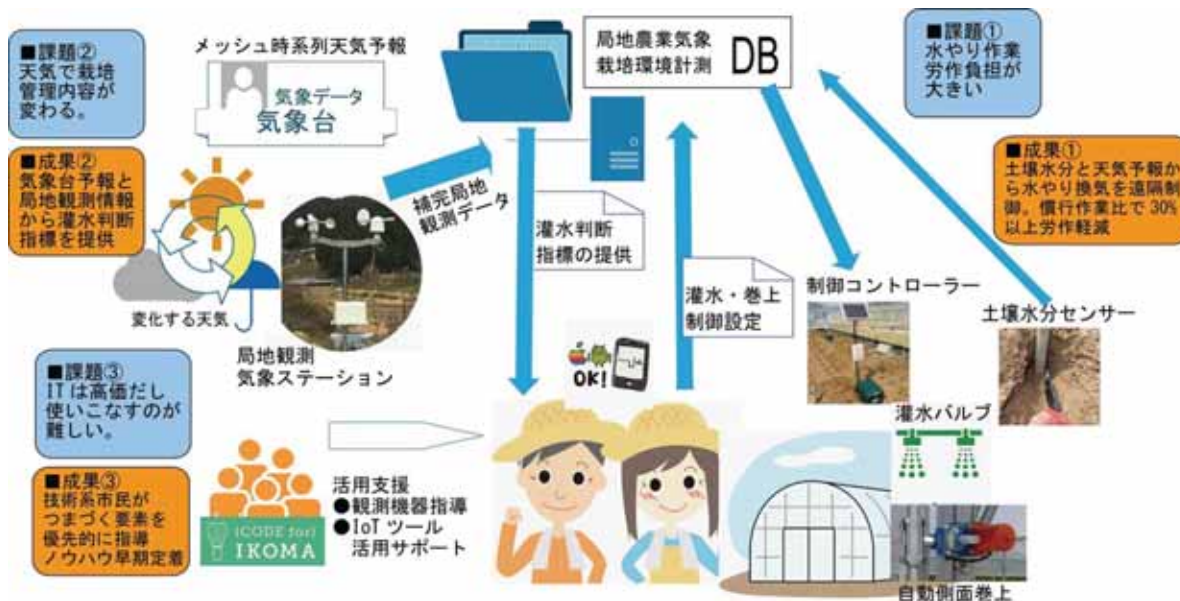 ■課題②
天気で栽培
管理内容が
変わる。
■成果②
気象台予報と
局地観測情報
から灌水判断
指標を提供
メッシュ時系列天気予報
気象データ
気象台
変化する天気
局地観測
気象ステーション
補完局地
観測データ
局地農業気象
栽培環境計測
DB
灌水判断
指標の提供
灌水・巻上
制御設定
■課題①
水やり作業
労作負担が
大きい
■成果①
土壌水分と天気予報か
ら水やり換気を遠隔制
御。慣行作業比で30%
以上労作軽減
制御コントローラー
土壌水分センサー
灌水バルブ
自動側面巻上
OK!
■課題③
ITは高価だし
使いこなすのが
難しい。
■成果③
技術系市民が
つまづく要素を
優先的に指導
ノウハウ早期定着
{CODE for}
IKOMA
活用支援
●観測機器指導
●IoTツール
活用サポート